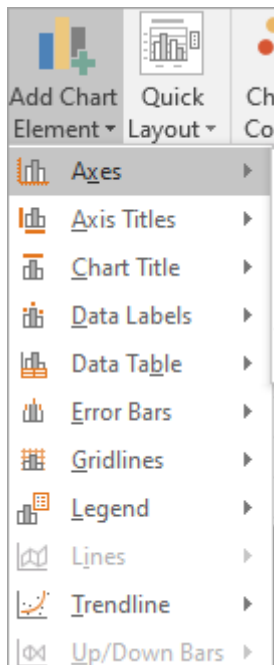 Add Chart Element
Quick Layout
Ch
Co
Axes
Axis Titles
Chart Title
Data Labels
Data Table
Error Bars
Gridlines
Legend
Lines
Trendline
Up/Down Bars